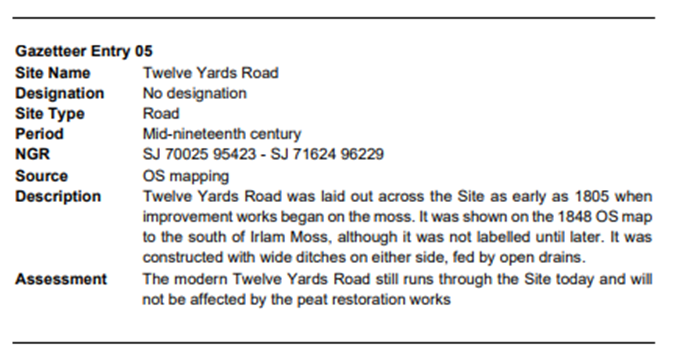 Gazetteer Entry 05
Site Name Twelve Yards Road
Designation No designation
Site Type Road
Period Mid-nineteenth century
NGR SJ 70025 95423 - SJ 71624 96229
Source OS mapping
Description Twelve Yards Road was laid out across the Site as early as 1805 when
improvement works began on the moss. It was shown on the 1848 OS map
to the south of Irlam Moss, although it was not labelled until later. It was
constructed with wide ditches on either side, fed by open drains.
Assessment The modern Twelve Yards Road still runs through the Site today and will
not be affected by the peat restoration works